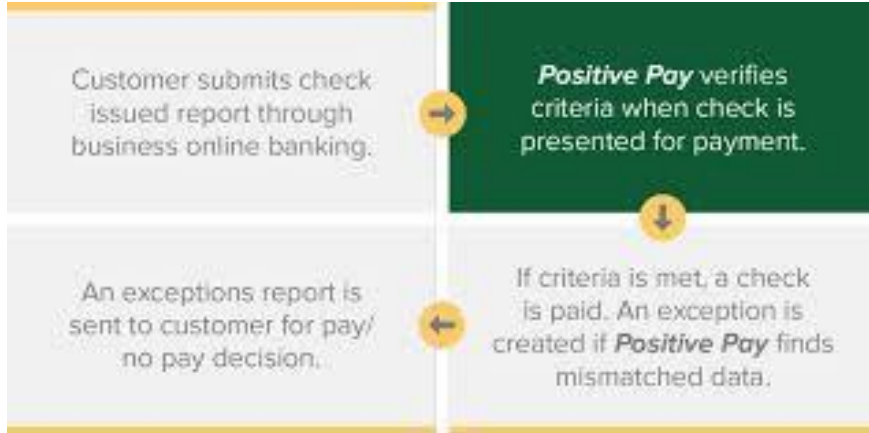 Customer submits check
issued report through
business online banking.
Positive Pay verifies
criteria when check is
presented for payment.
If criteria is met, a check
is paid. An exception is
created if Positive Pay finds
mismatched data.
An exceptions report is
sent to customer for pay/
no pay decision.